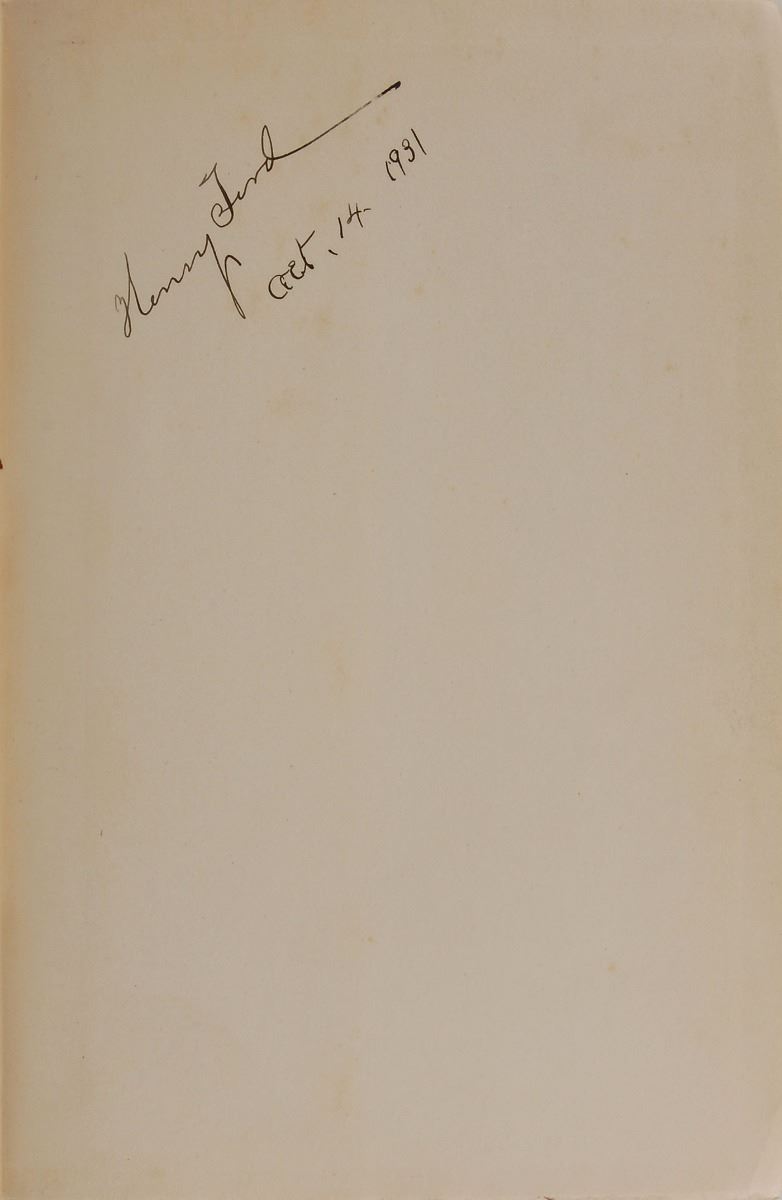 Henry Ford
Oct, 14- 1931